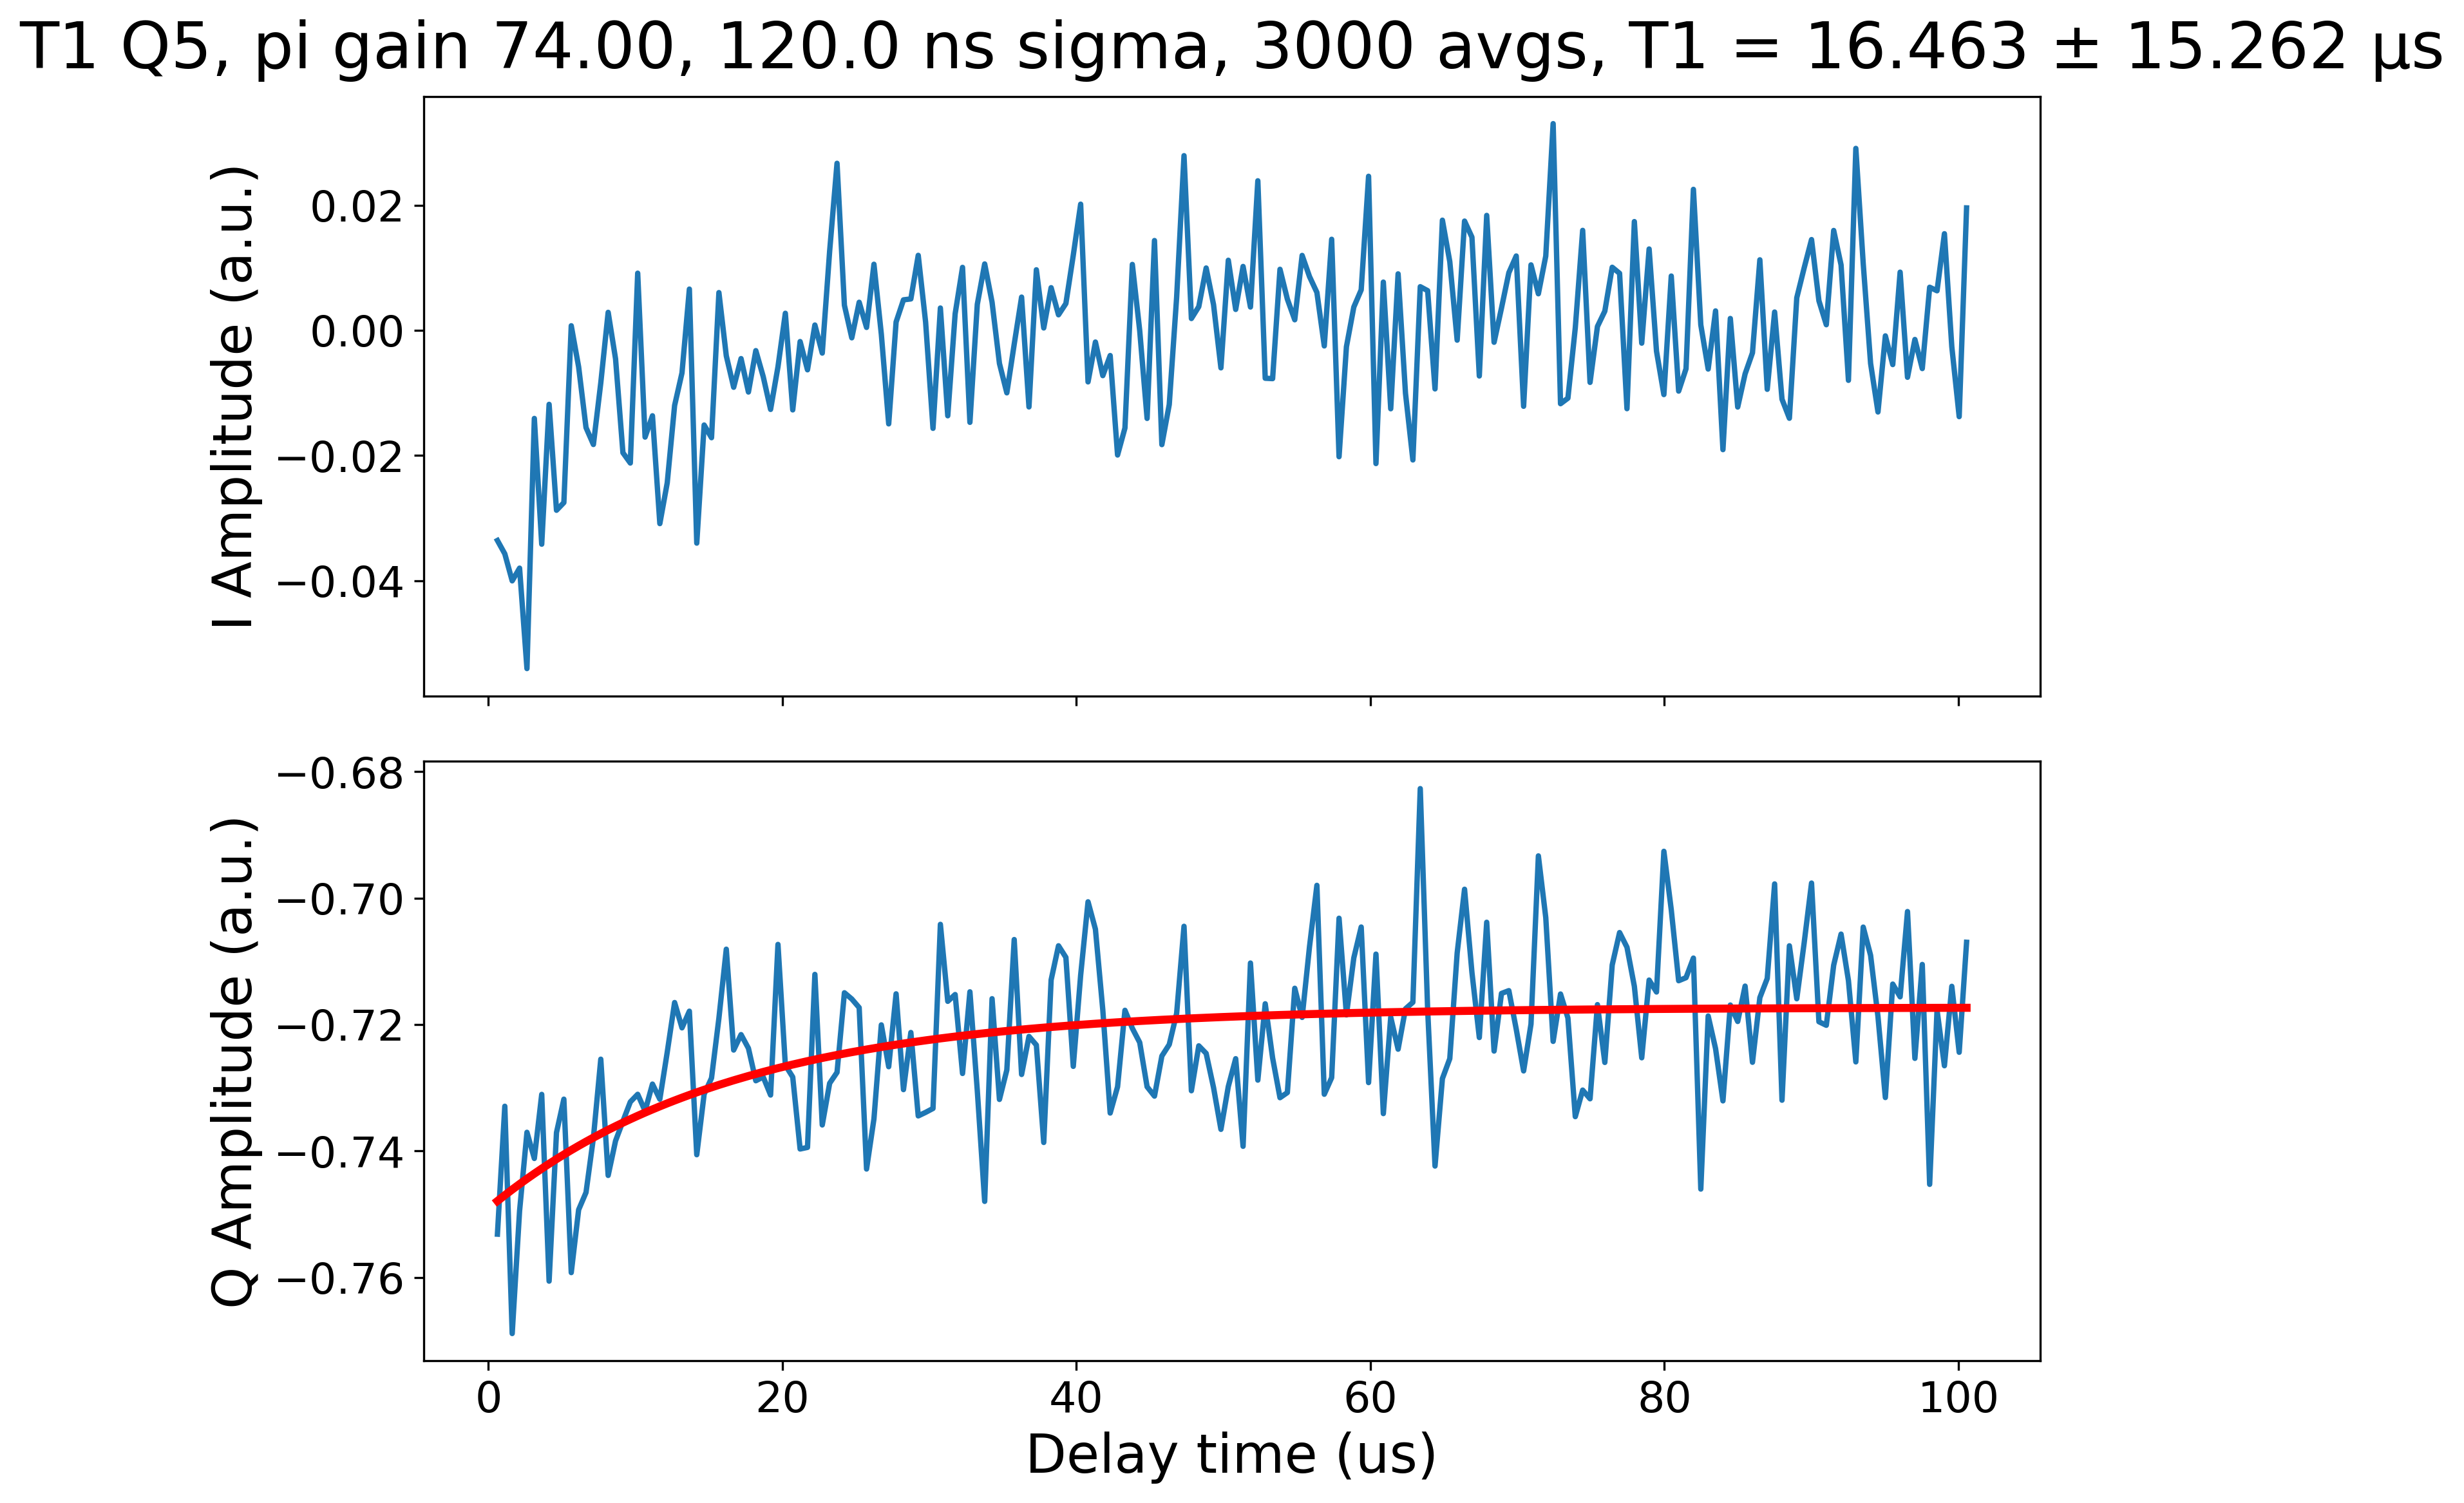 T1 Q5, pi gain 74.00, 120.0 ns sigma, 3000 avgs, T1 = 16.463 ± 15.262 μs
I Amplitude (a.u.)
0.02
0.00
−0.02
−0.04
Q Amplitude (a.u.)
−0.68
−0.70
−0.72
−0.74
−0.76
0 20 40 60 80 100
Delay time (us)